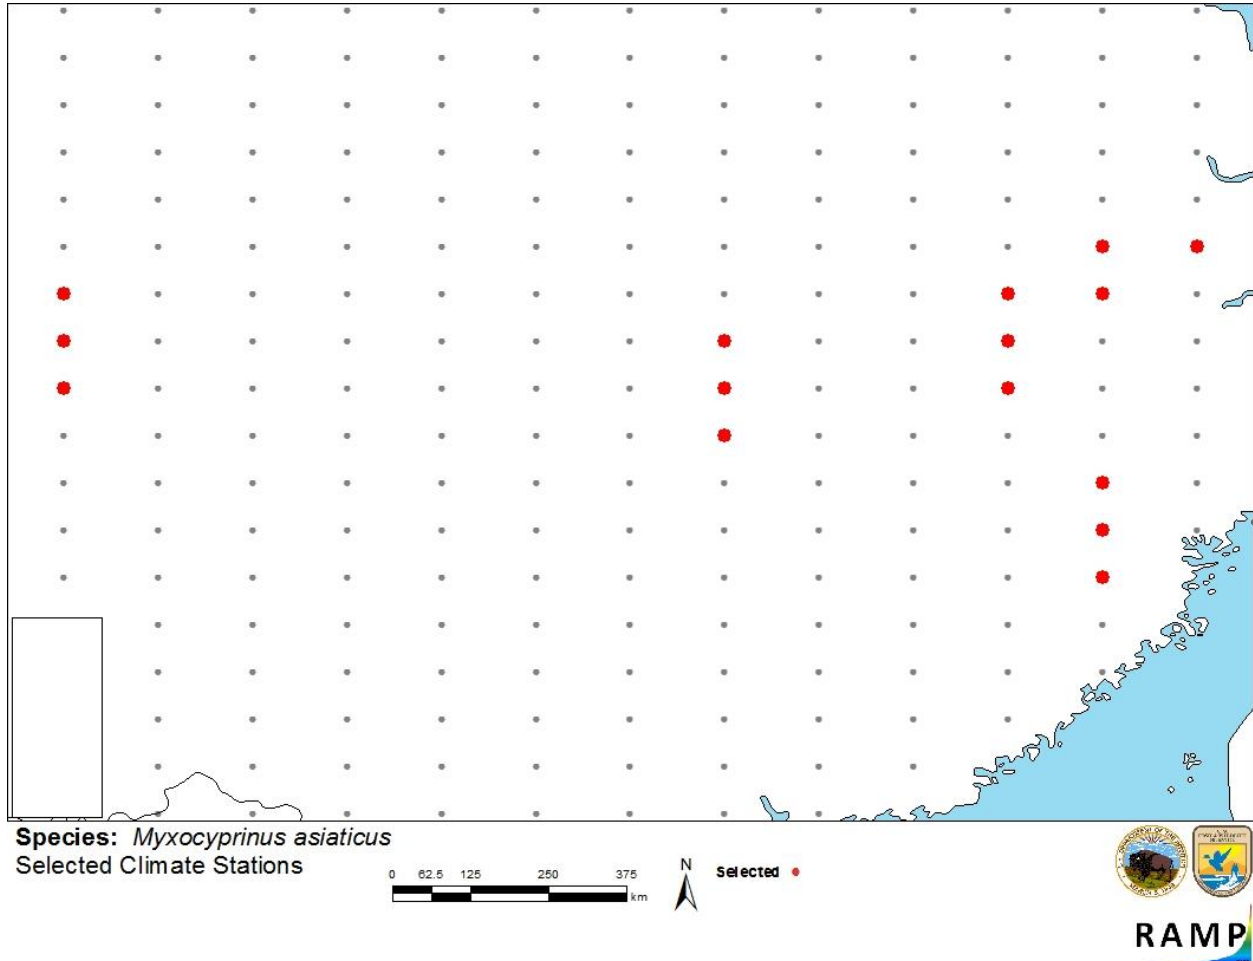 Species: Myxocyprinus asiaticus
Selected Climate Stations
0 62.5 125 250 375
km
N
Selected
RAMP